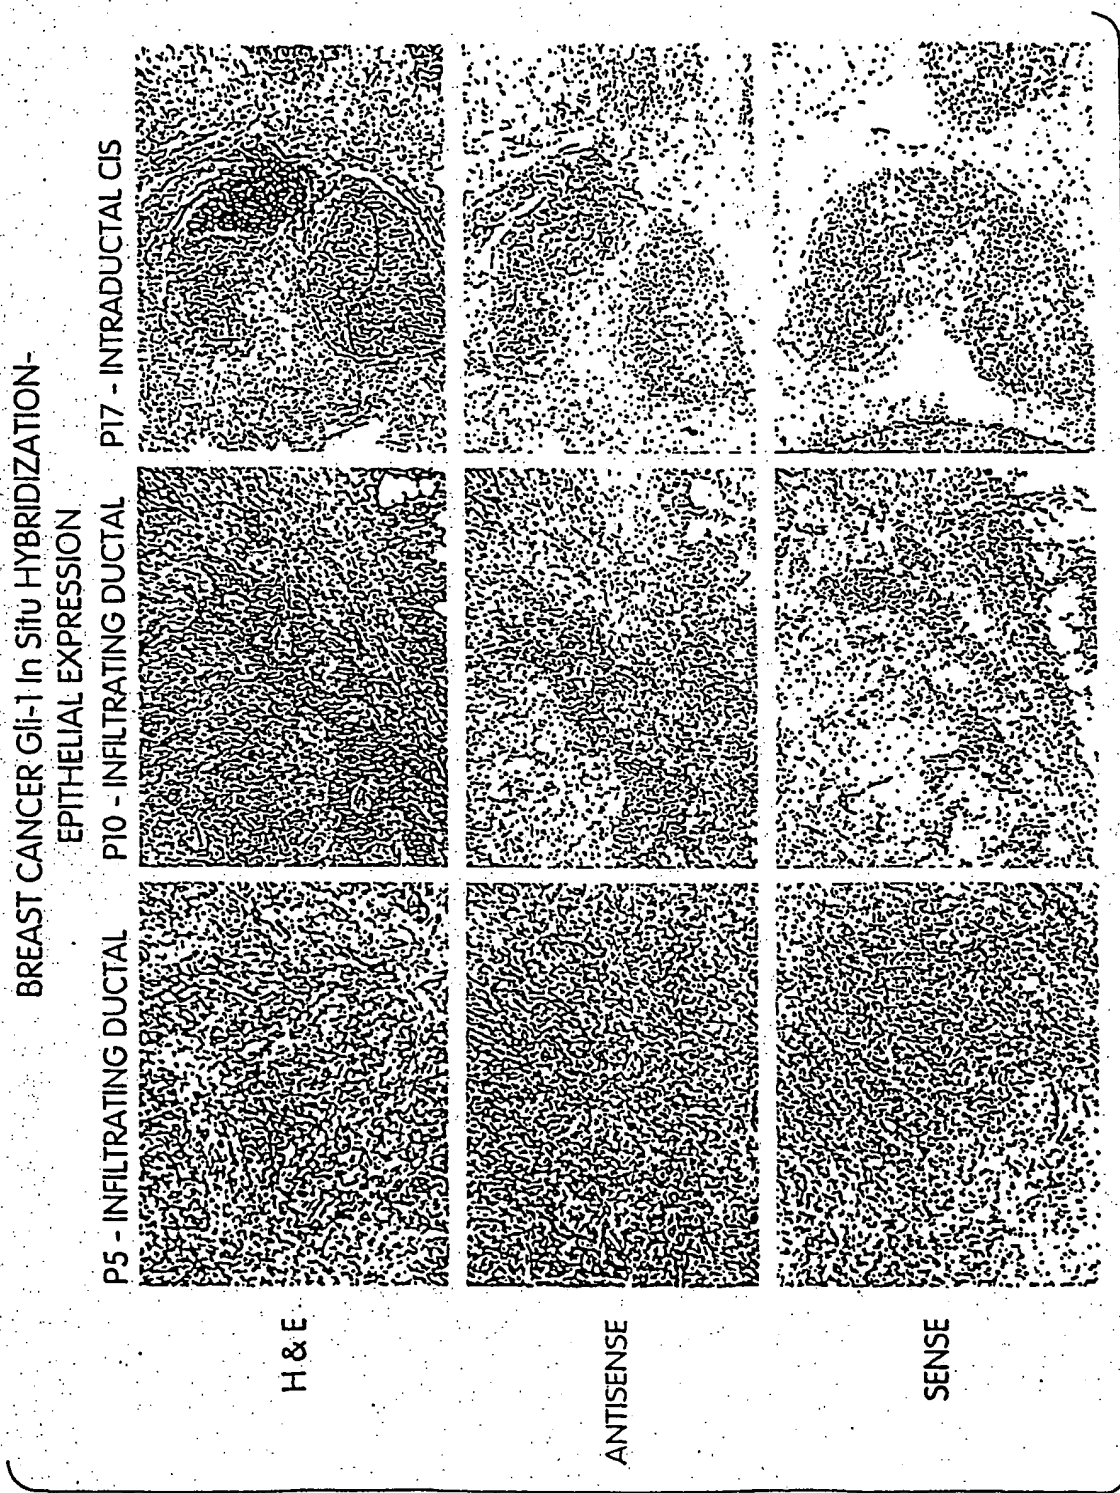 BREAST CANCER Gli-1 In Situ HYBRIDIZATION-
EPITHELIAL EXPRESSION
P5 - INFILTRATING DUCTAL
P10 - INFILTRATING DUCTAL
P17 - INTRADUCTAL CIS
H & E
ANTISENSE
SENSE